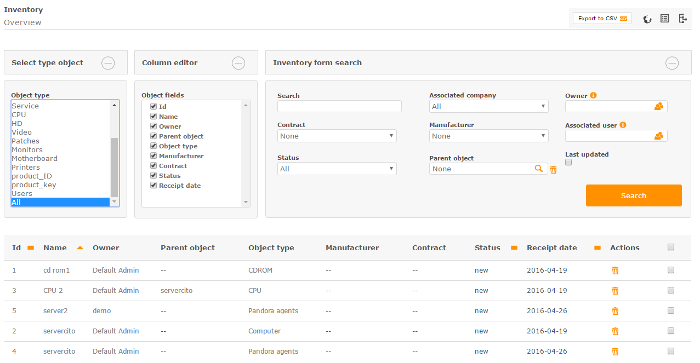 Inventory
Overview
Export to CSV
Select type object
Column editor
Inventory form search
Object type
Service
CPU
HD
Video
Patches
Monitors
Motherboard
Printers
product_ID
product_key
Users
All
Object fields
Id
Name
Owner
Parent object
Object type
Manufacturer
Contract
Status
Receipt date
Search
Associated company
All
Owner
Contract
None
Manufacturer
None
Associated user
Status
All
Parent object
None
Last updated
Search
Id Name Owner Parent object Object type Manufacturer Contract Status Receipt date Actions
1 cd rom1 Default Admin -- CDROM -- -- new 2016-04-19
3 CPU 2 Default Admin servercito CPU -- -- new 2016-04-19
5 server2 demo -- Pandora agents -- -- new 2016-04-26
2 servercito Default Admin -- Computer -- -- new 2016-04-19
4 servercito Default Admin -- Pandora agents -- -- new 2016-04-26